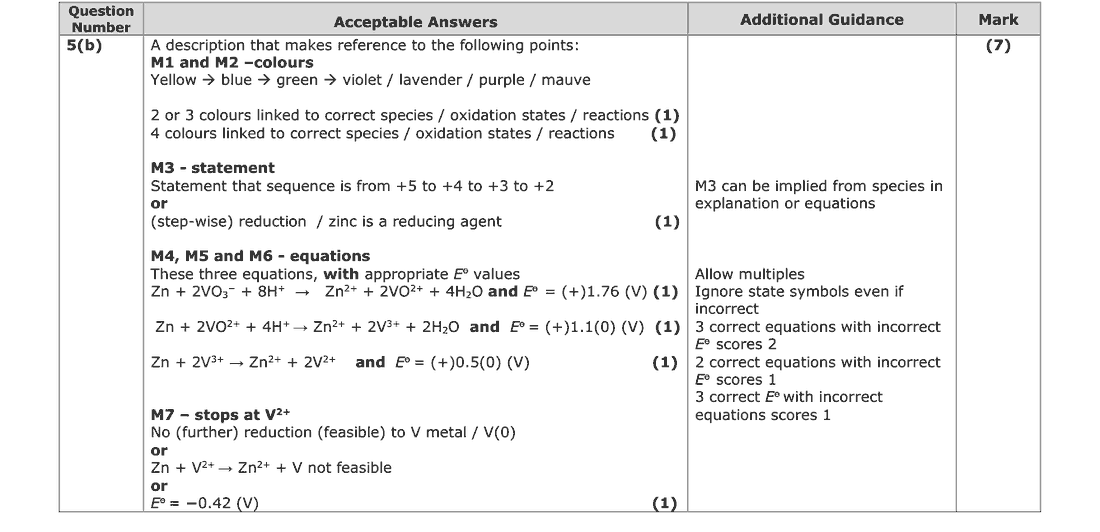 Question Number
Acceptable Answers
Additional Guidance
Mark
5(b)
A description that makes reference to the following points:
(7)
M1 and M2 –colours
Yellow → blue → green → violet / lavender / purple / mauve
2 or 3 colours linked to correct species / oxidation states / reactions (1)
4 colours linked to correct species / oxidation states / reactions (1)
M3 - statement
Statement that sequence is from +5 to +4 to +3 to +2
or
(step-wise) reduction / zinc is a reducing agent (1)
M3 can be implied from species in
explanation or equations
M4, M5 and M6 - equations
These three equations, with appropriate Eº values
Zn + 2VO₃⁻ + 8H⁺ → Zn²⁺ + 2VO²⁺ + 4H₂O and Eº = (+)1.76 (V) (1)
Zn + 2VO²⁺ + 4H⁺ → Zn²⁺ + 2V³⁺ + 2H₂O and Eº = (+)1.1(0) (V) (1)
Zn + 2V³⁺ → Zn²⁺ + 2V²⁺ and Eº = (+)0.5(0) (V) (1)
Allow multiples
Ignore state symbols even if
incorrect
3 correct equations with incorrect
Eº scores 2
2 correct equations with incorrect
Eº scores 1
3 correct Eº with incorrect
equations scores 1
M7 – stops at V²⁺
No (further) reduction (feasible) to V metal / V(0)
or
Zn + V²⁺ → Zn²⁺ + V not feasible
or
Eº = −0.42 (V) (1)